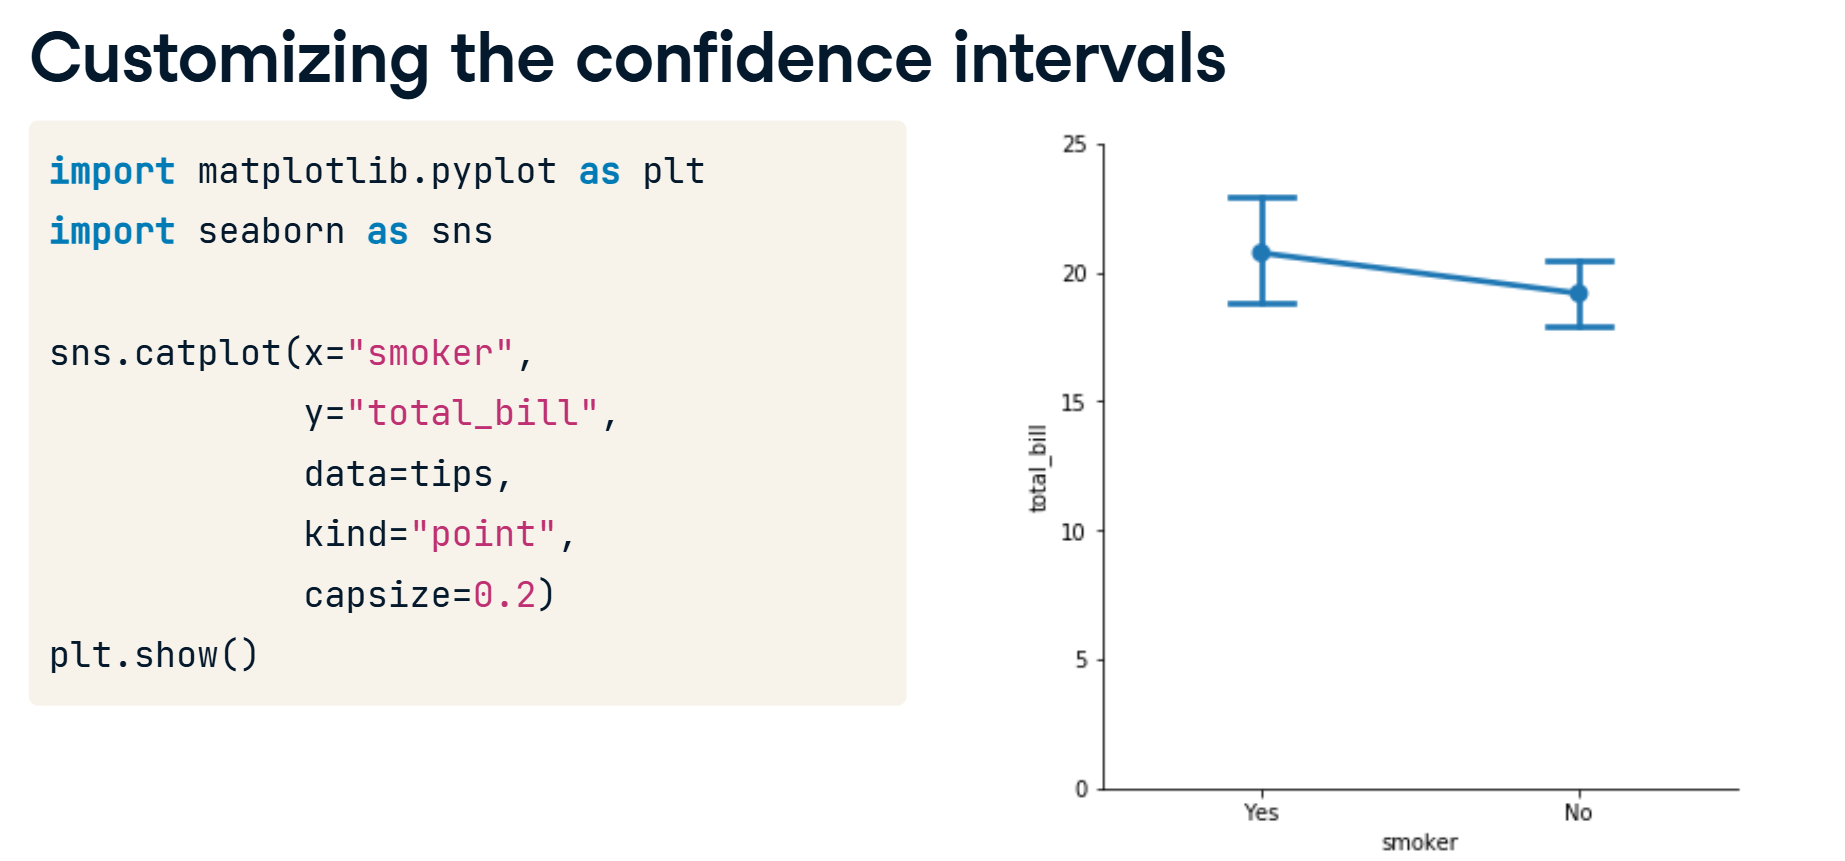 Customizing the confidence intervals
import matplotlib.pyplot as plt
import seaborn as sns
sns.catplot(x="smoker",
y="total_bill",
data=tips,
kind="point",
capsize=0.2)
plt.show()
25
20
15
10
5
0
total_bill
Yes No
smoker